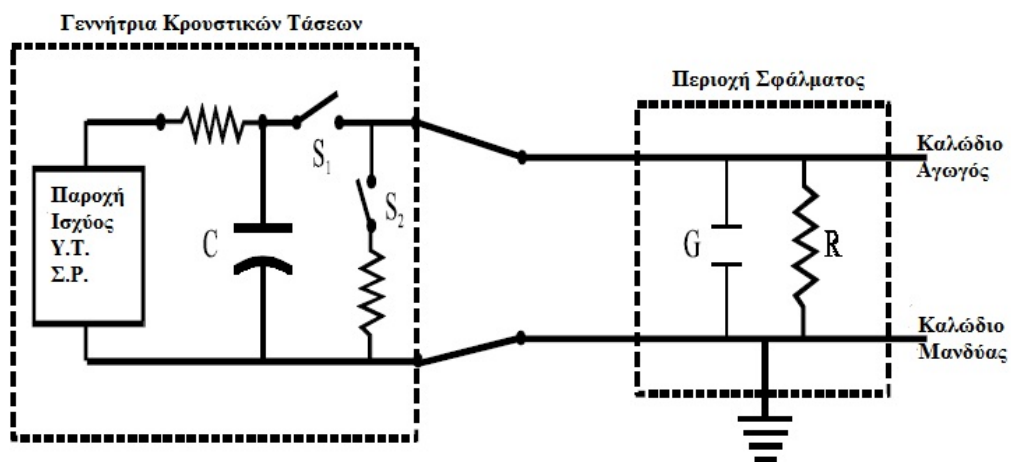 Γεννήτρια Κρουστικών Τάσεων
Περιοχή Σφάλματος
Παροχή
Ισχύος
Υ.Τ.
Σ.Ρ.
C
S1
S2
G
R
Καλώδιο
Αγωγός
Καλώδιο
Μανδύας